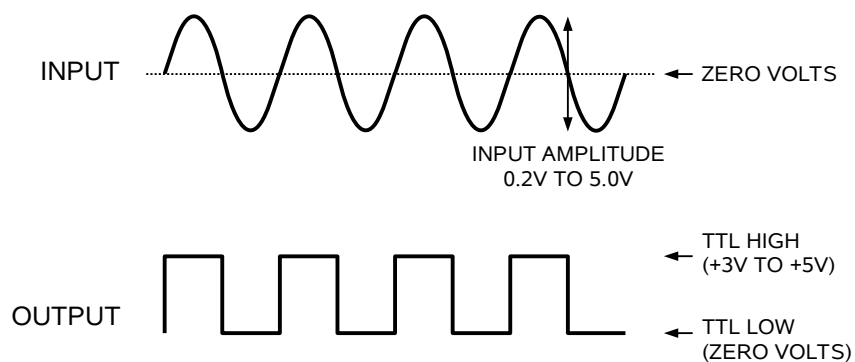 INPUT
ZERO VOLTS
INPUT AMPLITUDE
0.2V TO 5.0V
TTL HIGH
(+3V TO +5V)
OUTPUT
TTL LOW
(ZERO VOLTS)